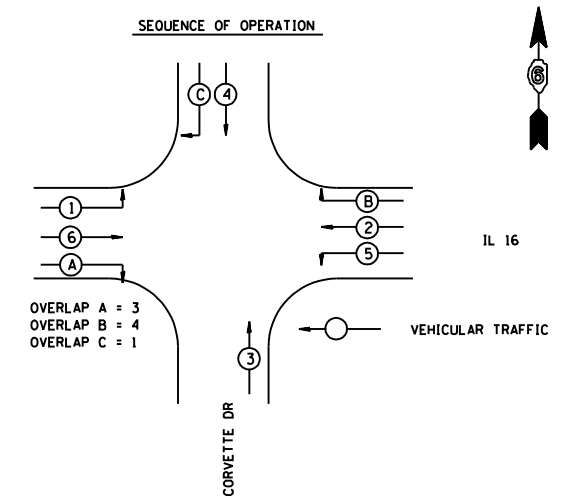 SEQUENCE OF OPERATION
6
C 4
1
B
6
2
A
5
IL 16
OVERLAP A = 3
OVERLAP B = 4
OVERLAP C = 1
VEHICULAR TRAFFIC
3
CORVETTE DR